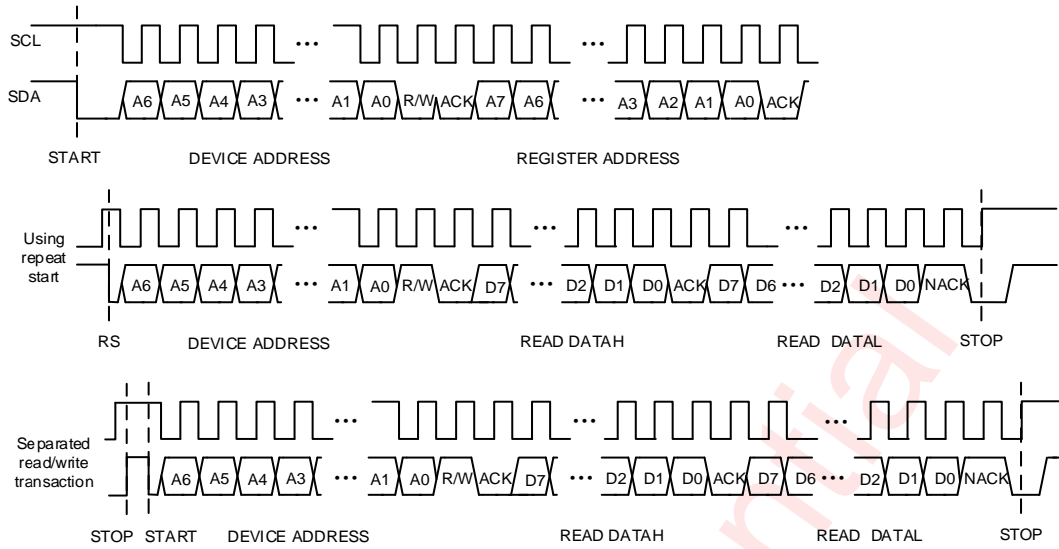 SCL
SDA
A6 A5 A4 A3 ••• A1 A0 R/W ACK A7 A6 ••• A3 A2 A1 A0 ACK
START DEVICE ADDRESS REGISTER ADDRESS
Using
repeat
start
A6 A5 A4 A3 ••• A1 A0 R/W ACK D7 ••• D2 D1 D0 ACK D7 D6 ••• D2 D1 D0 NACK
RS DEVICE ADDRESS READ DATAH READ DATAL STOP
Separated
read/write
transaction
A6 A5 A4 A3 ••• A1 A0 R/W ACK D7 ••• D2 D1 D0 ACK D7 D6 ••• D2 D1 D0 NACK
STOP START DEVICE ADDRESS READ DATAH READ DATAL STOP
ntial